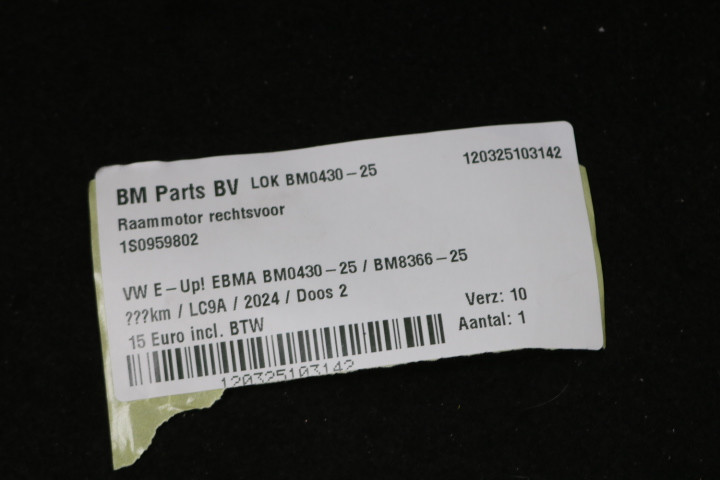 BM Parts BV LOK BM0430-25 120325103142
Raammotor rechtsvoor
1S0959802
VW E-Up! EBMA BM0430-25 / BM8366-25
???km / LC9A / 2024 / Doos 2 Verz: 10
15 Euro incl. BTW Aantal: 1
120325103142